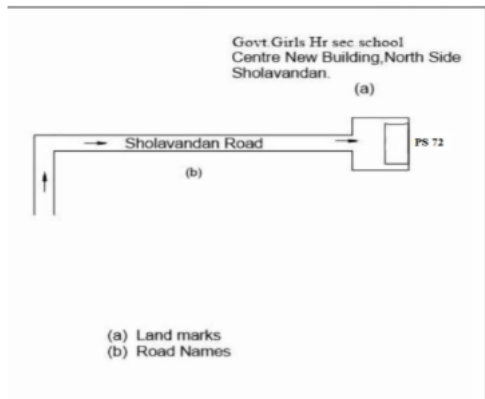 Govt.Girls Hr sec school
Centre New Building,North Side
Sholavandan.
(a)
Sholavandan Road
PS 72
(b)
(a) Land marks
(b) Road Names